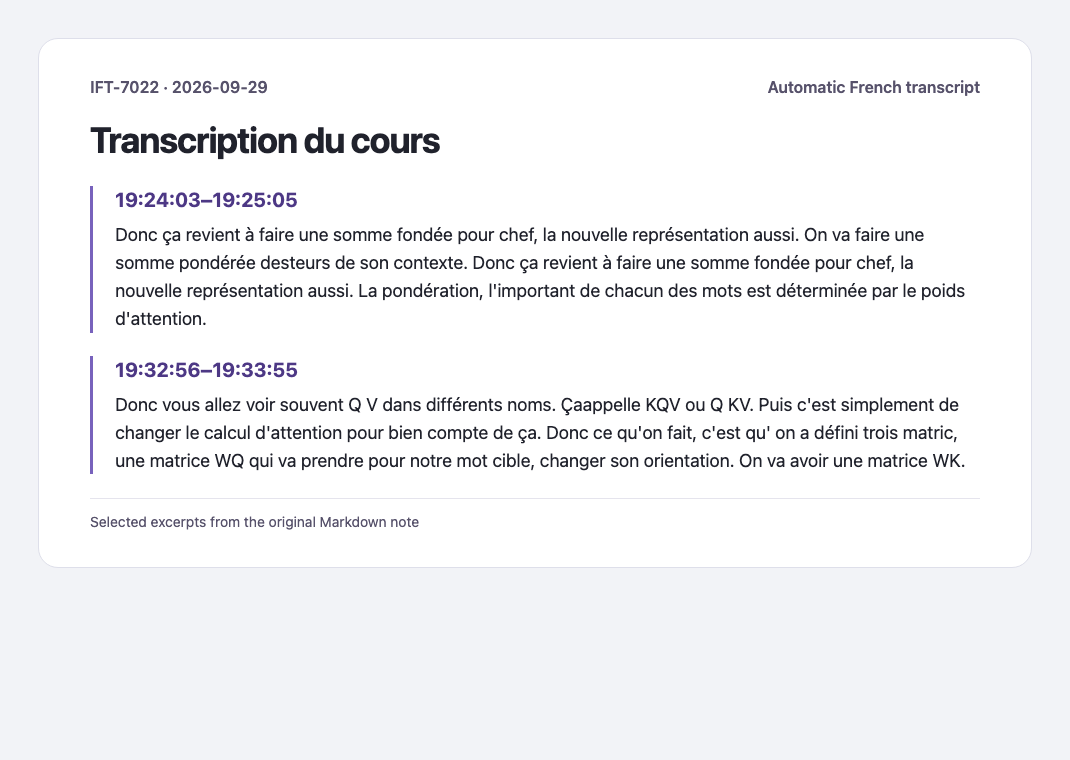 IFT-7022 · 2026-09-29
Automatic French transcript
Transcription du cours
19:24:03–19:25:05
Donc ça revient à faire une somme fondée pour chef, la nouvelle représentation aussi. On va faire une
somme pondérée desteurs de son contexte. Donc ça revient à faire une somme fondée pour chef, la
nouvelle représentation aussi. La pondération, l'important de chacun des mots est déterminée par le poids
d'attention.
19:32:56–19:33:55
Donc vous allez voir souvent Q V dans différents noms. Çaappelle KQV ou Q KV. Puis c'est simplement de
changer le calcul d'attention pour bien compte de ça. Donc ce qu'on fait, c'est qu' on a défini trois matric,
une matrice WQ qui va prendre pour notre mot cible, changer son orientation. On va avoir une matrice WK.
Selected excerpts from the original Markdown note